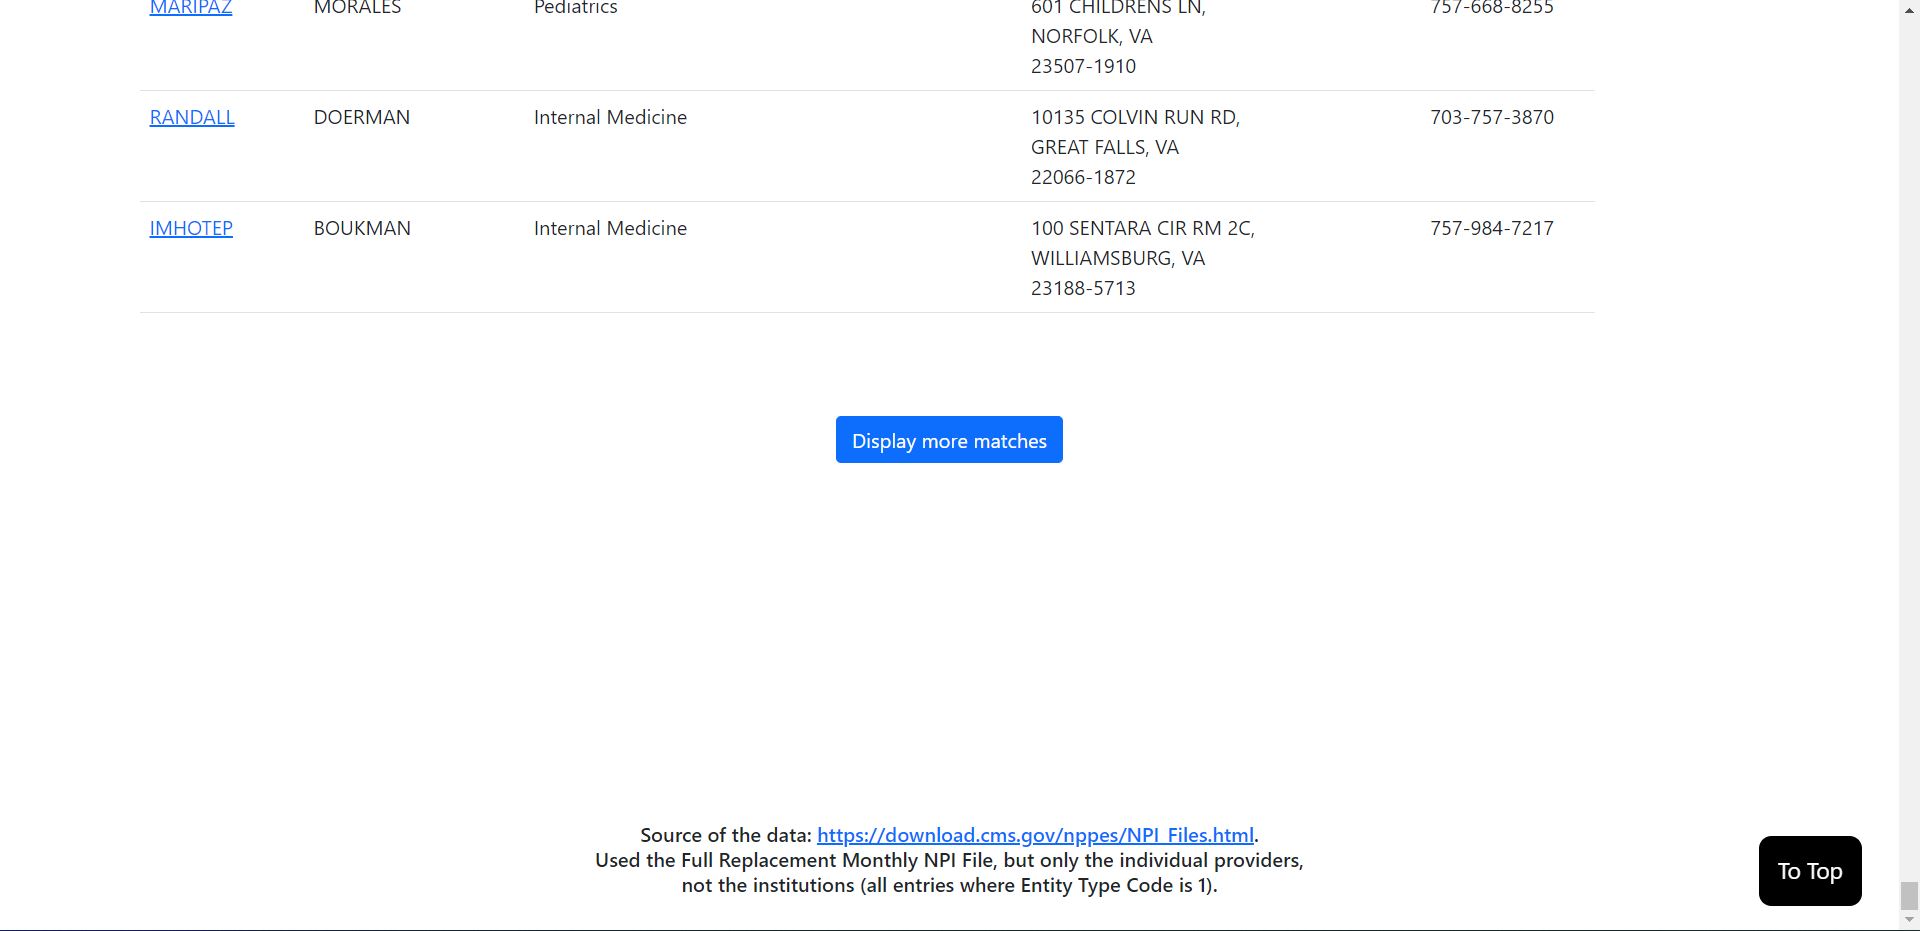 MARIPAZ MORALES Pediatrics 601 CHILDRENS LN, 757-668-8255
NORFOLK, VA
23507-1910
RANDALL DOERMAN Internal Medicine 10135 COLVIN RUN RD, 703-757-3870
GREAT FALLS, VA
22066-1872
IMHOTEP BOUKMAN Internal Medicine 100 SENTARA CIR RM 2C, 757-984-7217
WILLIAMSBURG, VA
23188-5713
Display more matches
Source of the data: https://download.cms.gov/nppes/NPI_Files.html.
Used the Full Replacement Monthly NPI File, but only the individual providers,
not the institutions (all entries where Entity Type Code is 1).
To Top